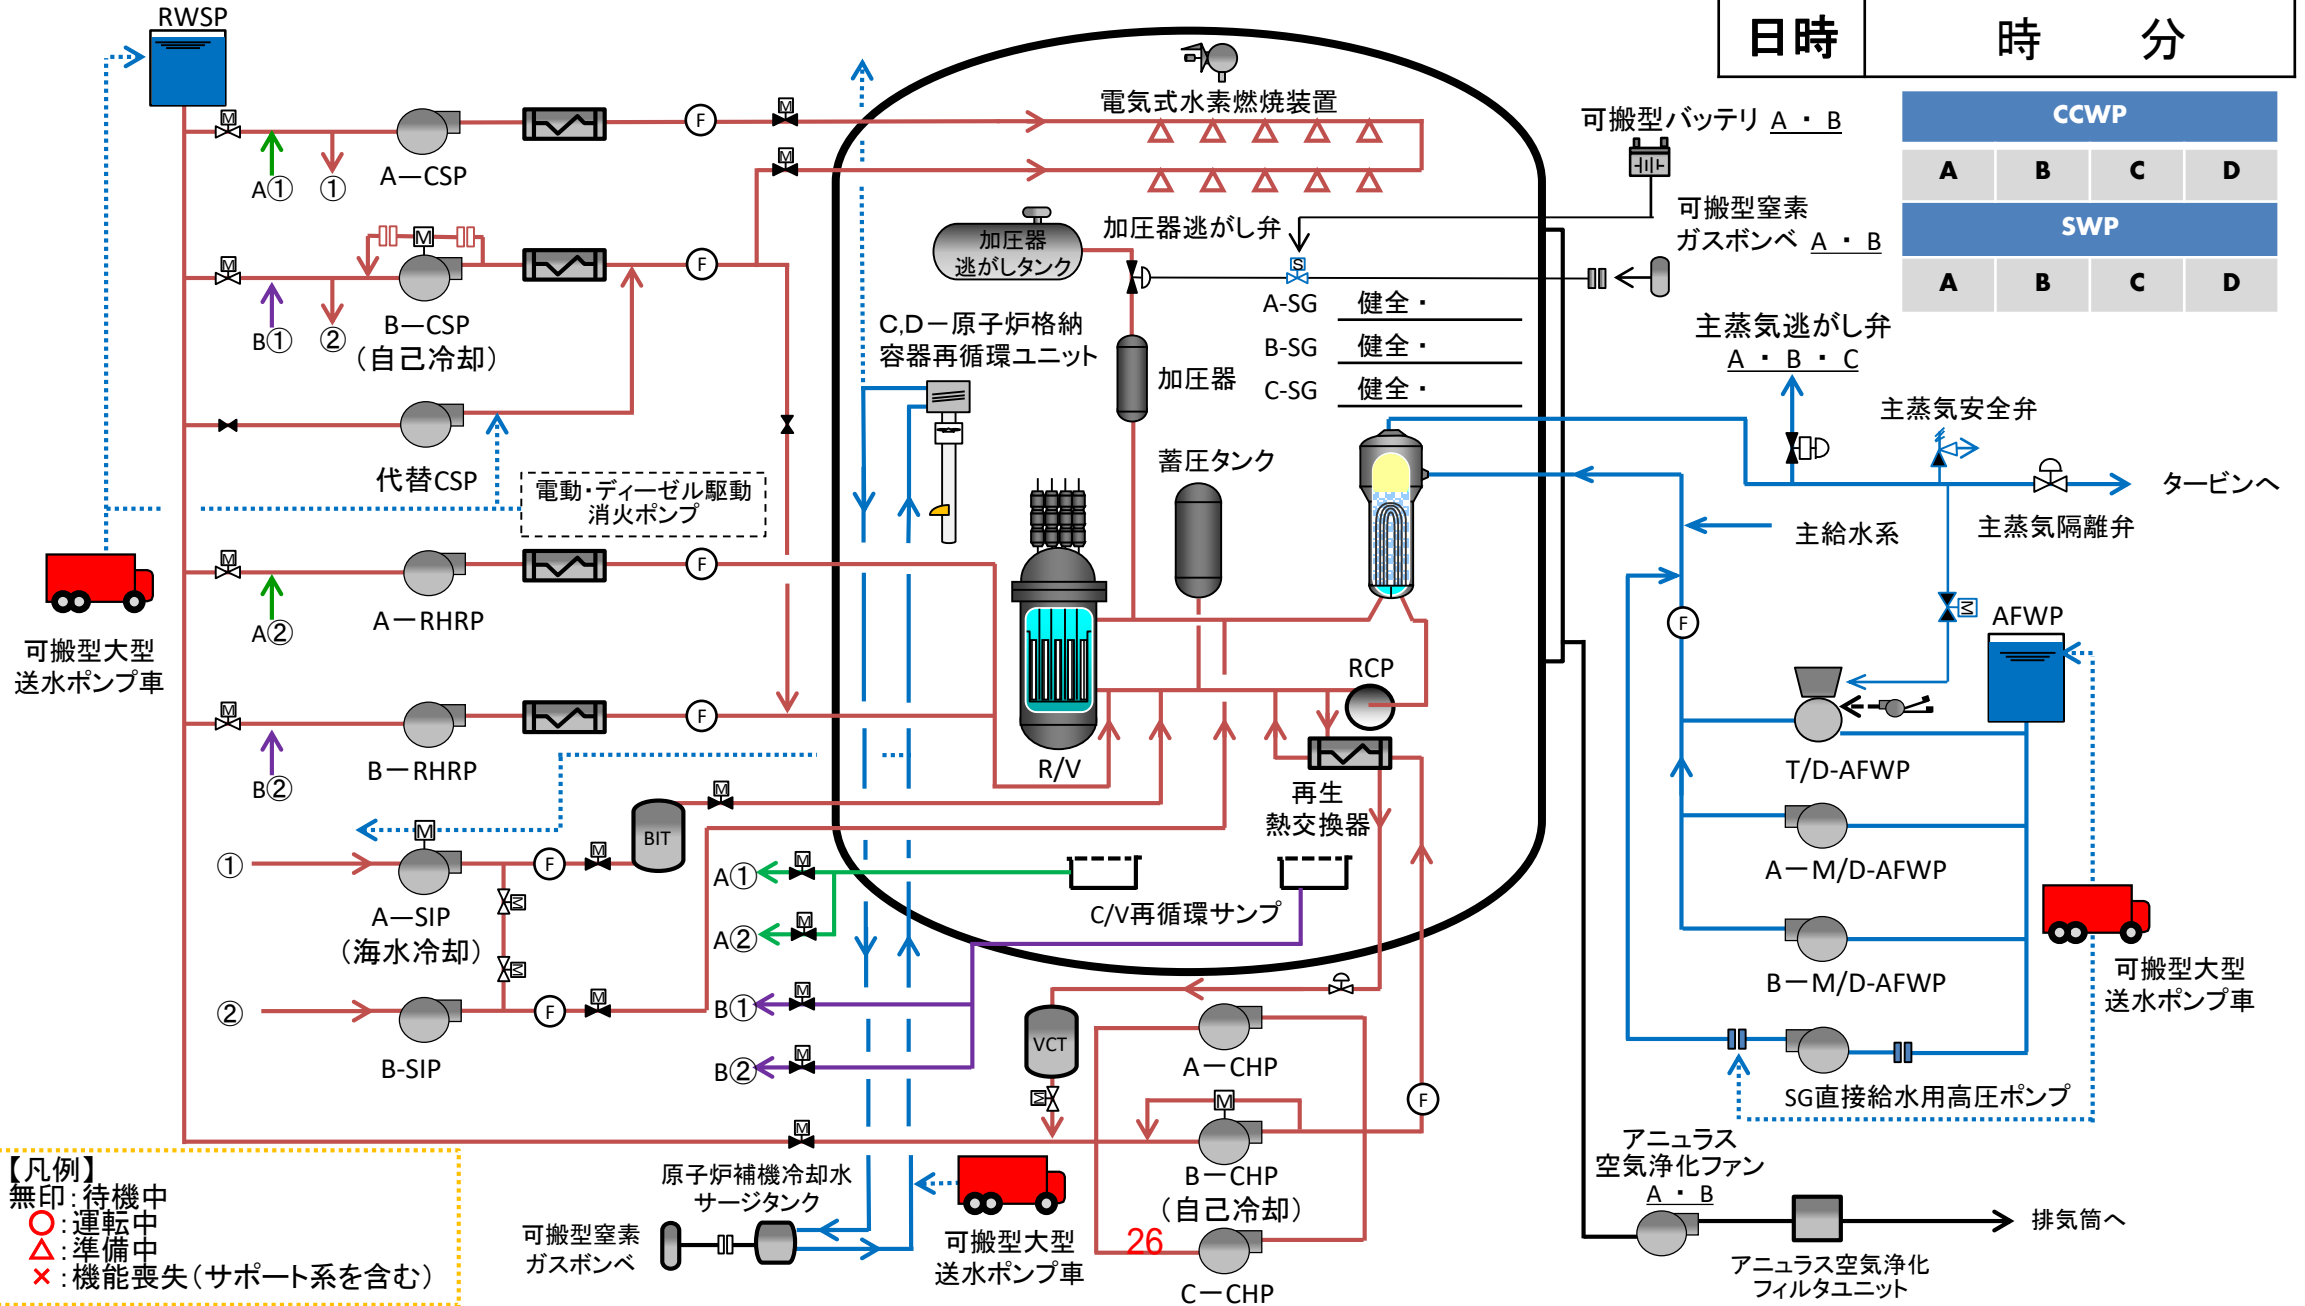 RWSP
日時 時 分
電気式水素燃焼装置
可搬型バッテリ A ・ B
CCWP
A B C D
SWP
A B C D
A① ① A―CSP
M M M F
可搬型窒素
ガスボンベ A ・ B
加圧器逃がし弁
加圧器
逃がしタンク
S
M M F
B① ② B―CSP
(自己冷却)
C,D－原子炉格納
容器再循環ユニット
A-SG 健全・
B-SG 健全・
C-SG 健全・
加圧器
主蒸気逃がし弁
A ・ B ・ C
主蒸気安全弁
代替CSP
蓄圧タンク
電動・ディーゼル駆動
消火ポンプ
タービンへ
主給水系
主蒸気隔離弁
M F
A② A－RHRP
可搬型大型
送水ポンプ車
F M
AFWP
RCP
M F
B② B－RHRP
R/V
T/D-AFWP
再生
熱交換器
M BIT
M
① F M
A―SIP
(海水冷却)
M
M
② F M
B-SIP
A① M
A② M
B① M
B② M
C/V再循環サンプ
A－M/D-AFWP
B－M/D-AFWP
可搬型大型
送水ポンプ車
SG直接給水用高圧ポンプ
VCT
M
A－CHP
M
F
M
B－CHP
(自己冷却)
26
C－CHP
アニュラス
空気浄化ファン
A ・ B
排気筒へ
アニュラス空気浄化
フィルタユニット
原子炉補機冷却水
サージタンク
可搬型窒素
ガスボンベ
可搬型大型
送水ポンプ車
【凡例】
無印:待機中
○:運転中
△:準備中
×:機能喪失(サポート系を含む)